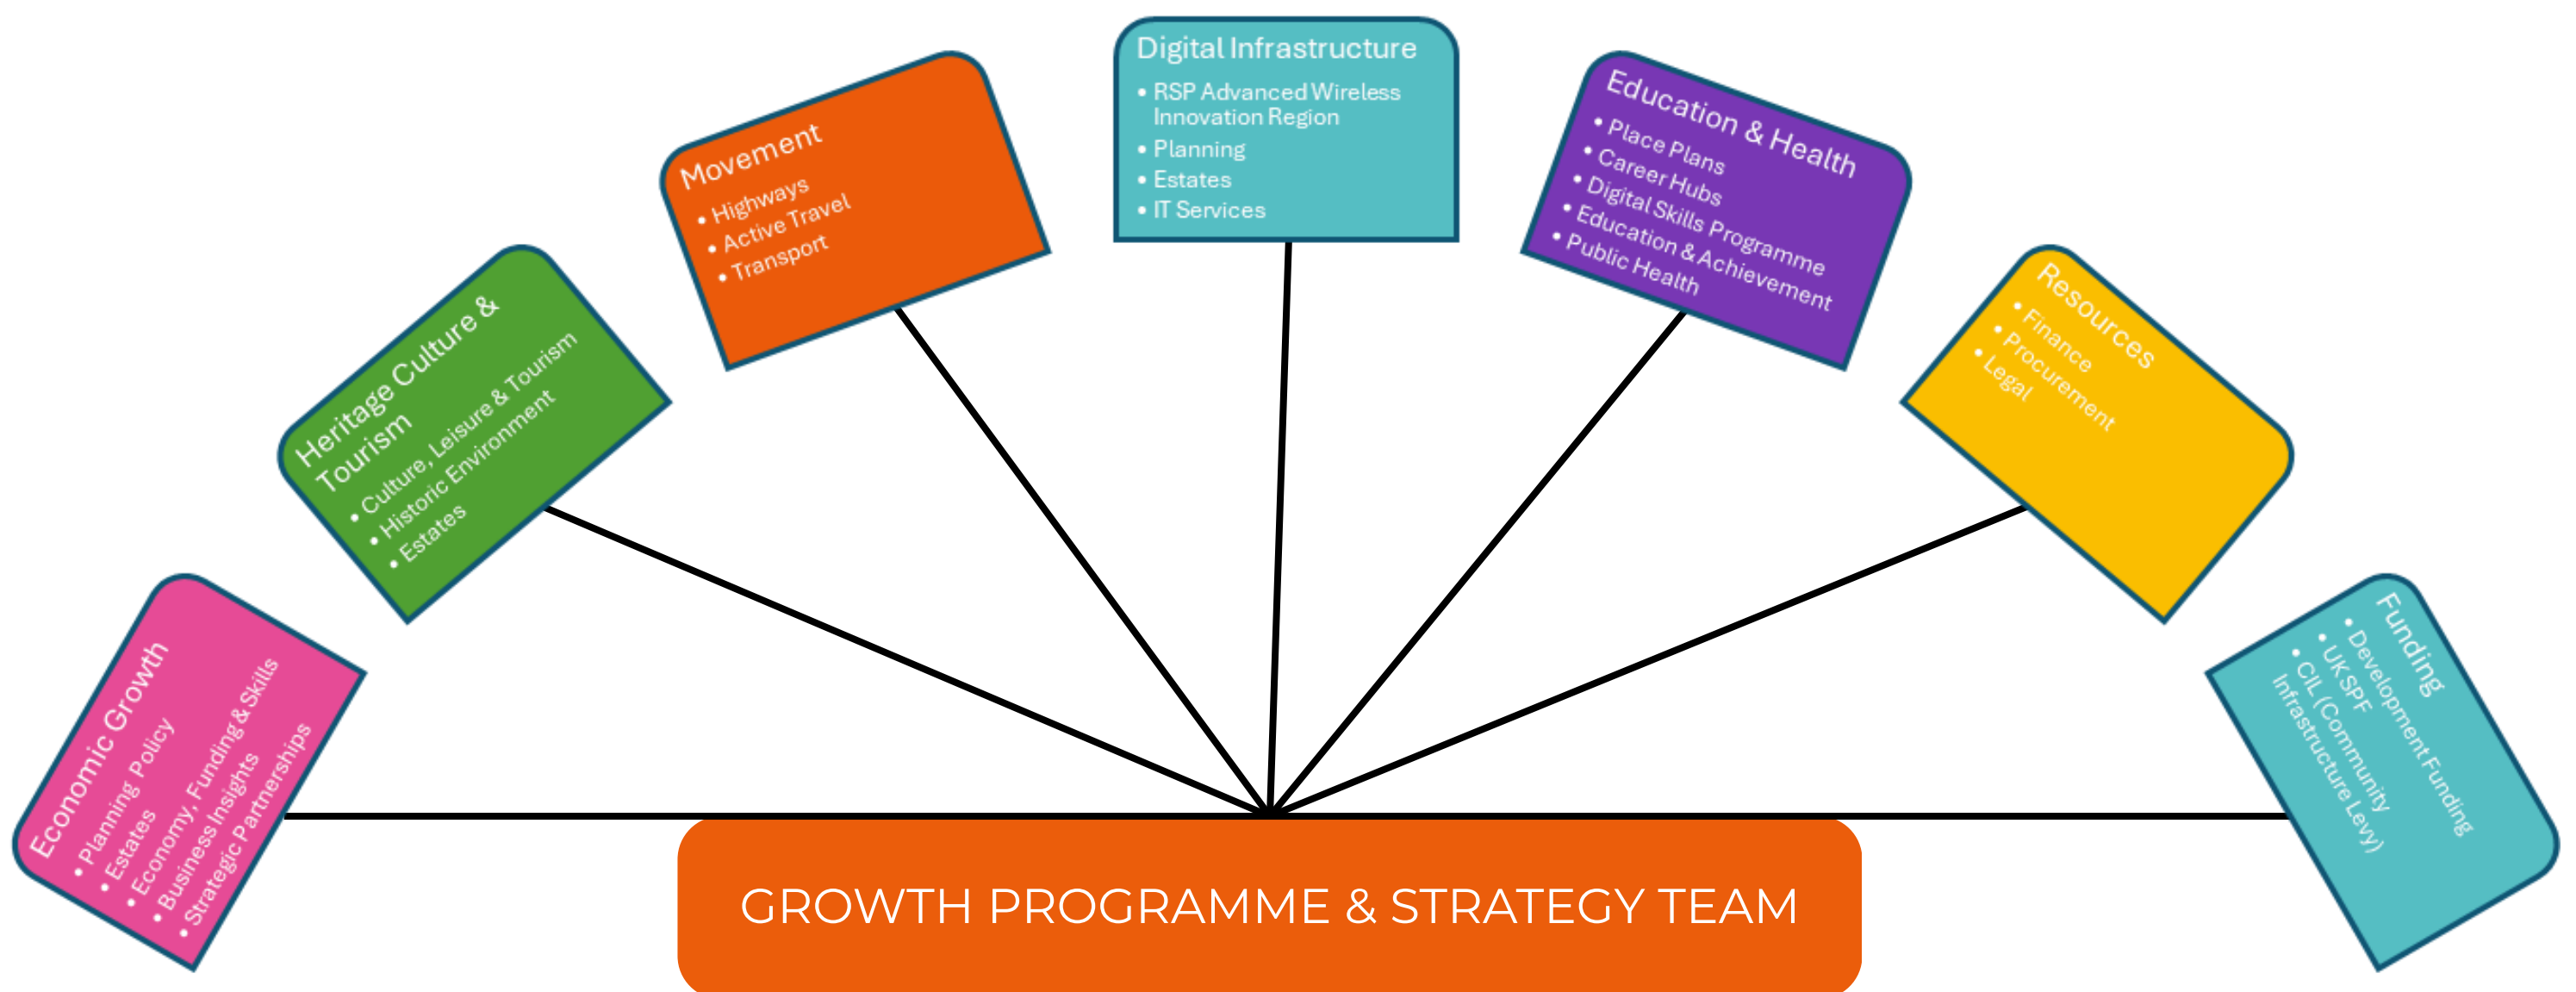 Economic Growth
• Planning Policy
• Estates
• Economy, Funding & Skills
• Business Insights
• Strategic Partnerships
Heritage Culture &
Tourism
• Culture, Leisure & Tourism
• Historic Environment
• Estates
Movement
• Highways
• Active Travel
• Transport
Digital Infrastructure
• RSP Advanced Wireless
Innovation Region
• Planning
• Estates
• IT Services
Education & Health
• Place Plans
• Career Hubs
• Digital Skills Programme
• Education & Achievement
• Public Health
Resources
• Finance
• Procurement
• Legal
Funding
• Development Funding
• UKSPF
• CIL (Community
Infrastructure Levy)
GROWTH PROGRAMME & STRATEGY TEAM